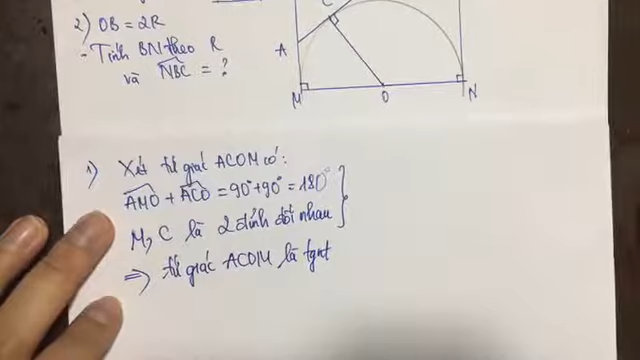 2) OB = 2R
- Tính BN theo R
và NBC = ?
C
A
M
O
N
1) Xét tứ giác ACOM có:
AMO + ACO = 90° + 90° = 180°
M, C là 2 đỉnh đối nhau
=> tứ giác ACOM là tgnt